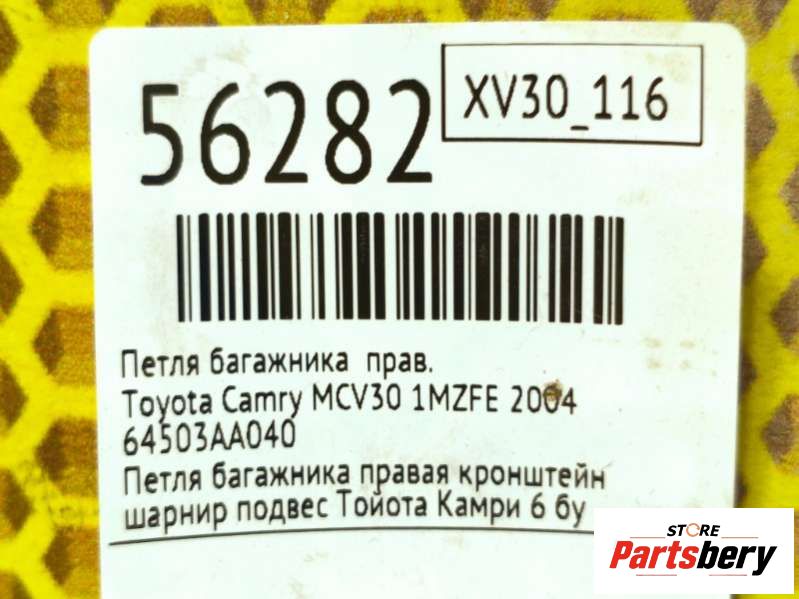 56282
XV30_116
Петля багажника прав.
Toyota Camry MCV30 1MZFE 2004
64503AA040
Петля багажника правая кронштейн
шарнир подвес Тойота Камри 6 бу
STORE
Partsbery